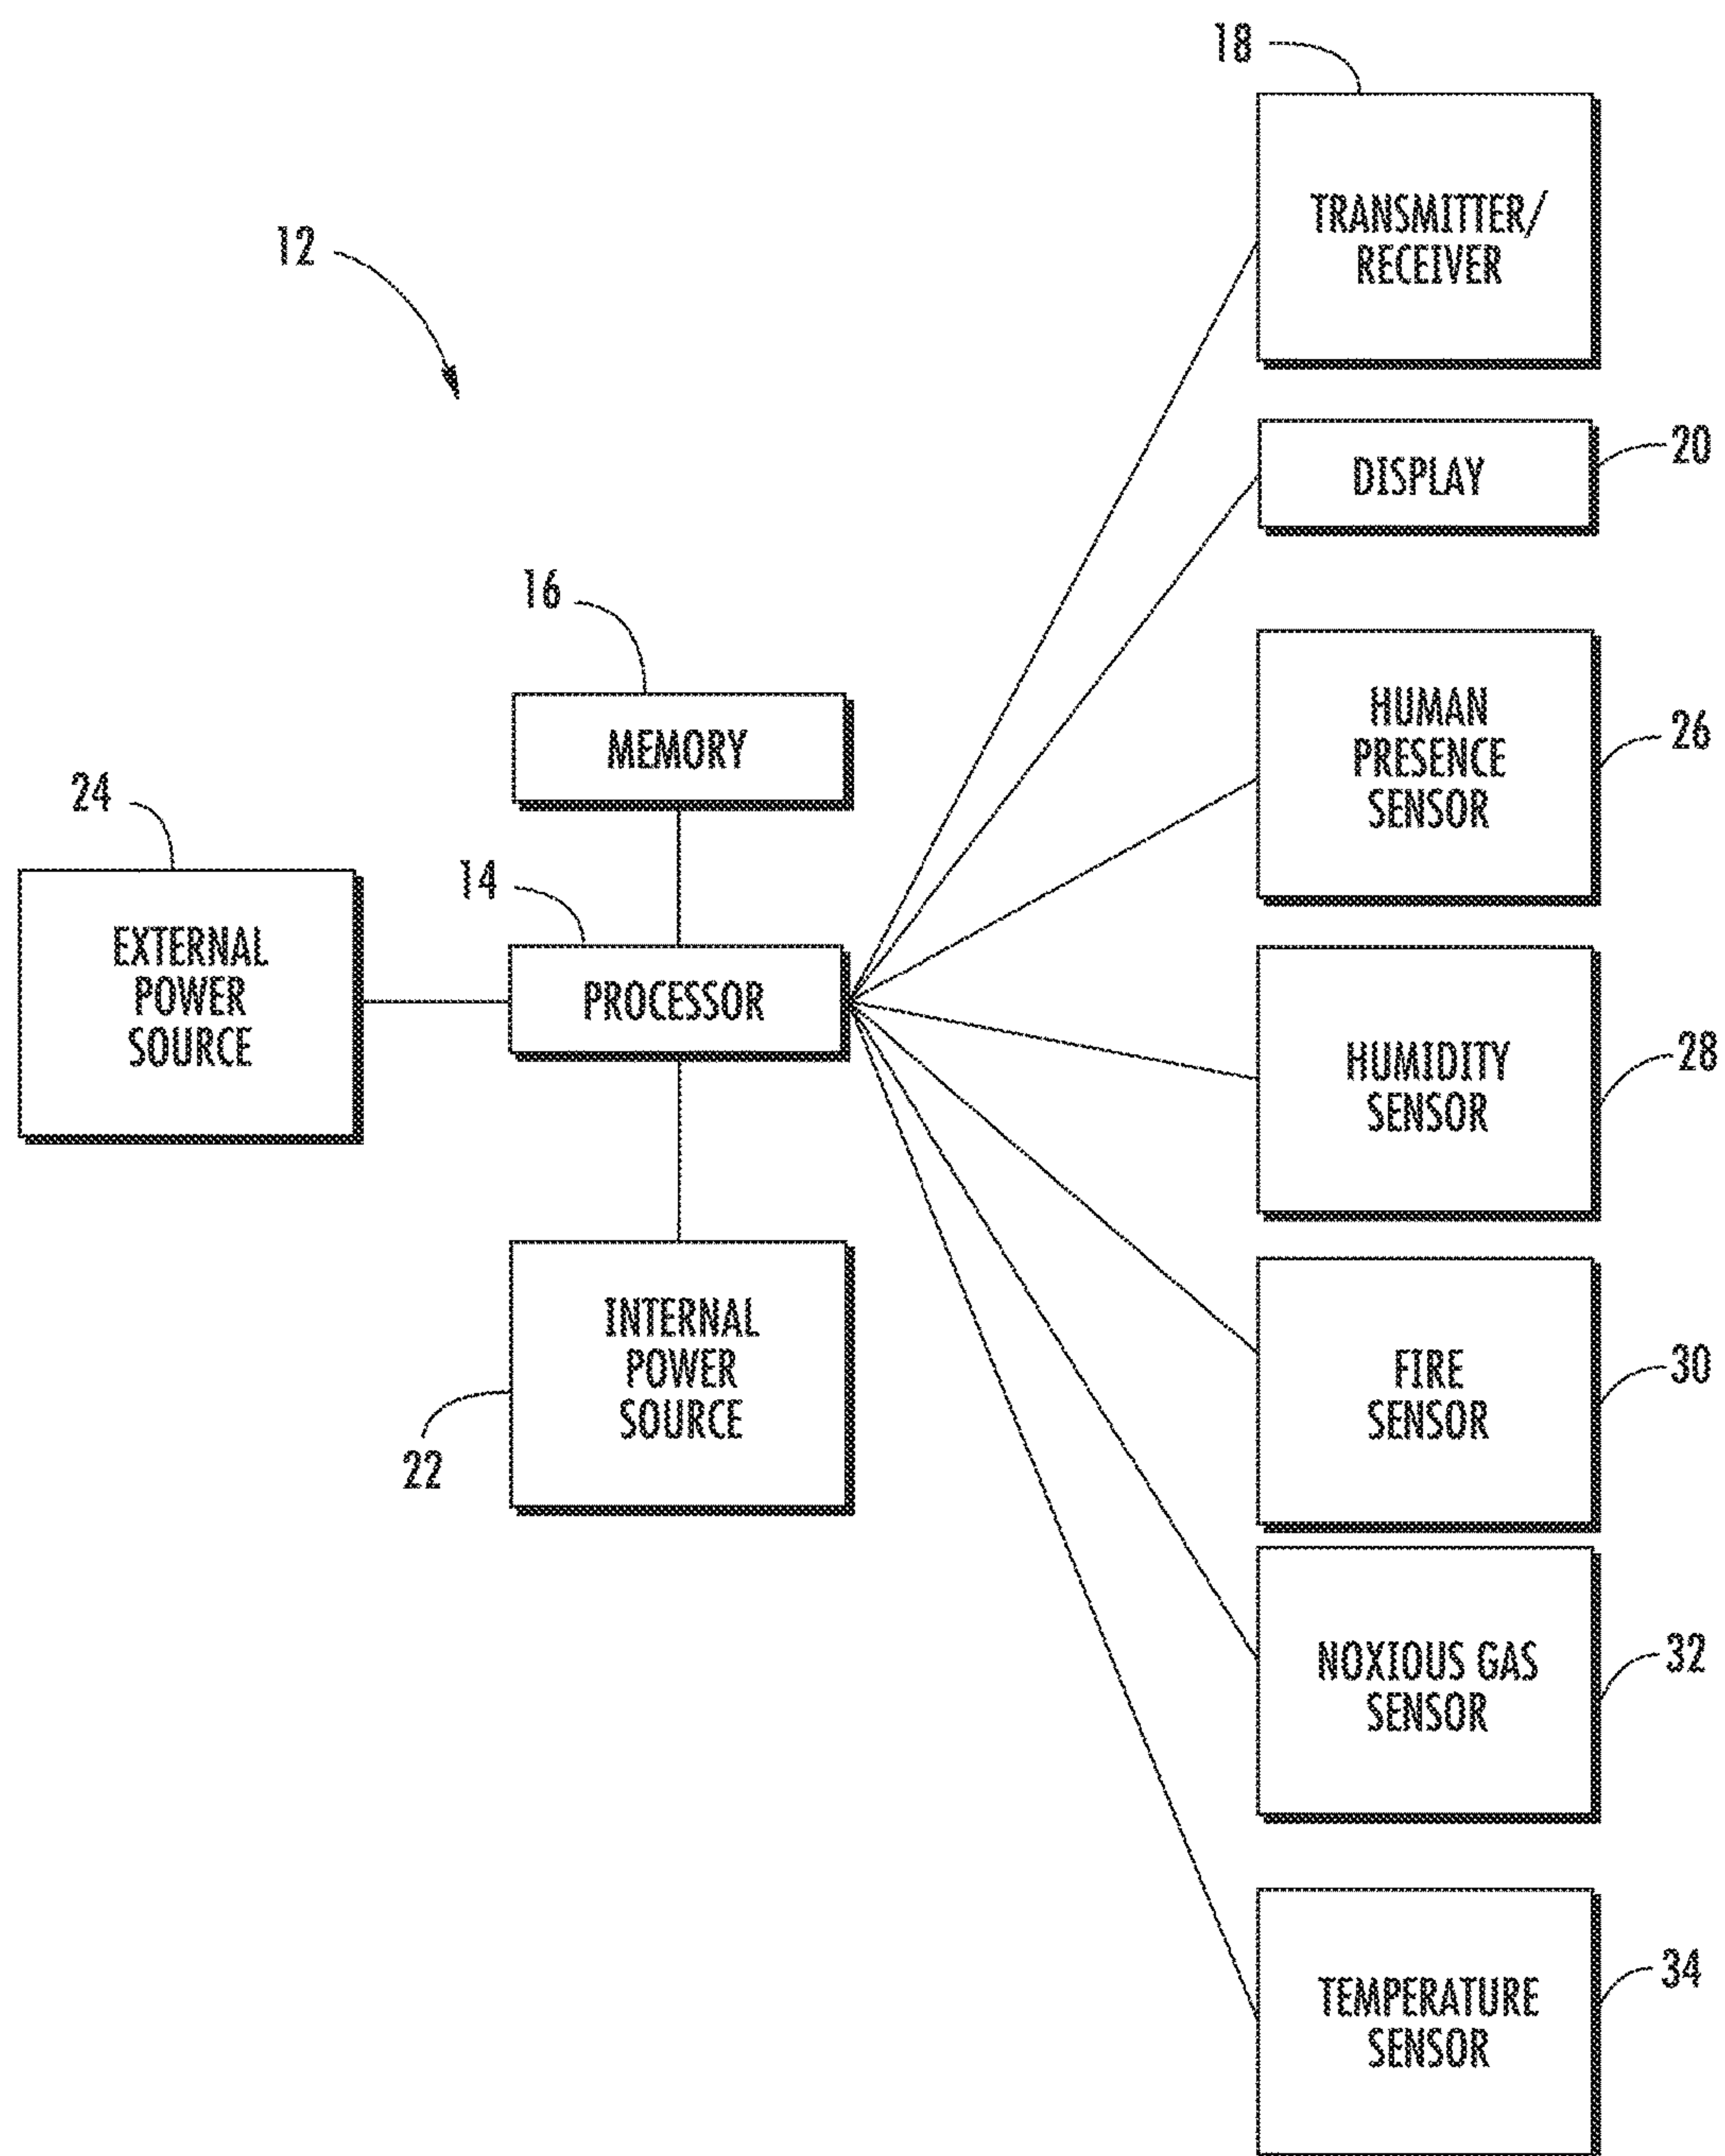 18
TRANSMITTER/
RECEIVER
12
DISPLAY
20
16
MEMORY
HUMAN
PRESENCE
SENSOR
26
24
EXTERNAL
POWER
SOURCE
14
PROCESSOR
HUMIDITY
SENSOR
28
INTERNAL
POWER
SOURCE
22
FIRE
SENSOR
30
NOXIOUS GAS
SENSOR
32
TEMPERATURE
SENSOR
34